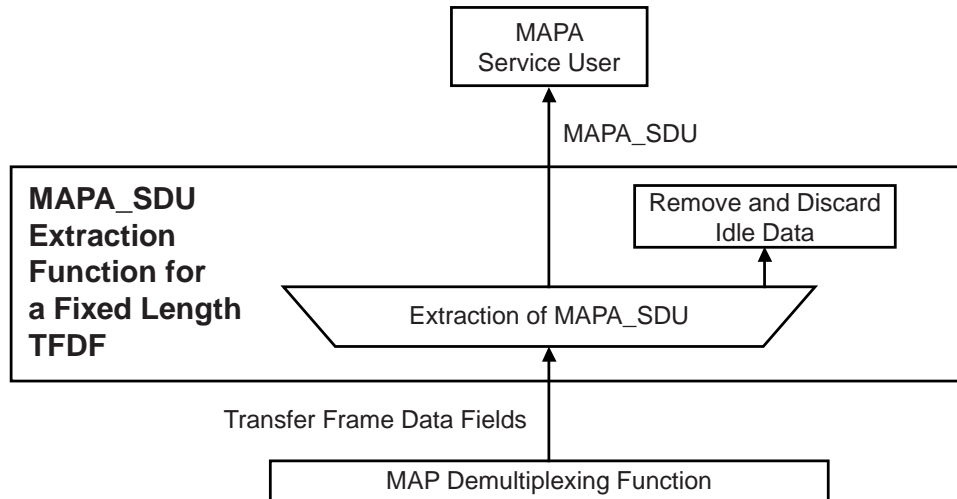 MAPA
Service User
MAPA_SDU
MAPA_SDU
Extraction
Function for
a Fixed Length
TFDF
Remove and Discard
Idle Data
Extraction of MAPA_SDU
Transfer Frame Data Fields
MAP Demultiplexing Function